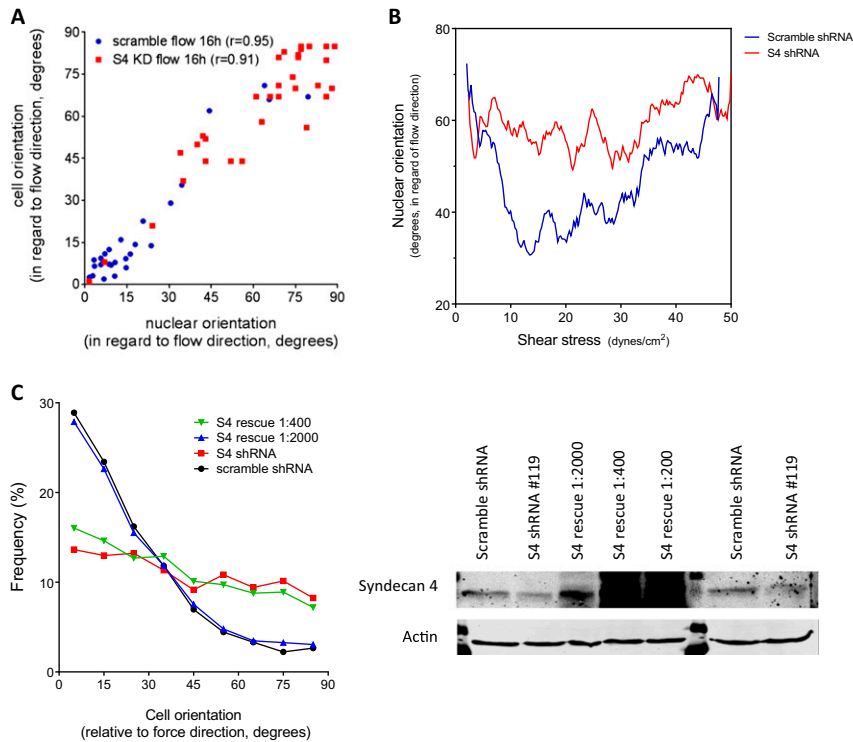 A
scramble flow 16h (r=0.95)
S4 KD flow 16h (r=0.91)
cell orientation
(in regard to flow direction, degrees)
90
75
60
45
30
15
0
0 15 30 45 60 75 90
nuclear orientation
(in regard to flow direction, degrees)
B
Scramble shRNA
S4 shRNA
Nuclear orientation
(degrees, in regard of flow direction)
80
60
40
20
0 10 20 30 40 50
Shear stress (dynes/cm²)
C
S4 rescue 1:400
S4 rescue 1:2000
S4 shRNA
scramble shRNA
Frequency (%)
30
20
10
0
0 15 30 45 60 75 90
Cell orientation
(relative to force direction, degrees)
Scramble shRNA
S4 shRNA #119
S4 rescue 1:2000
S4 rescue 1:400
S4 rescue 1:200
Scramble shRNA
S4 shRNA #119
Syndecan 4
Actin